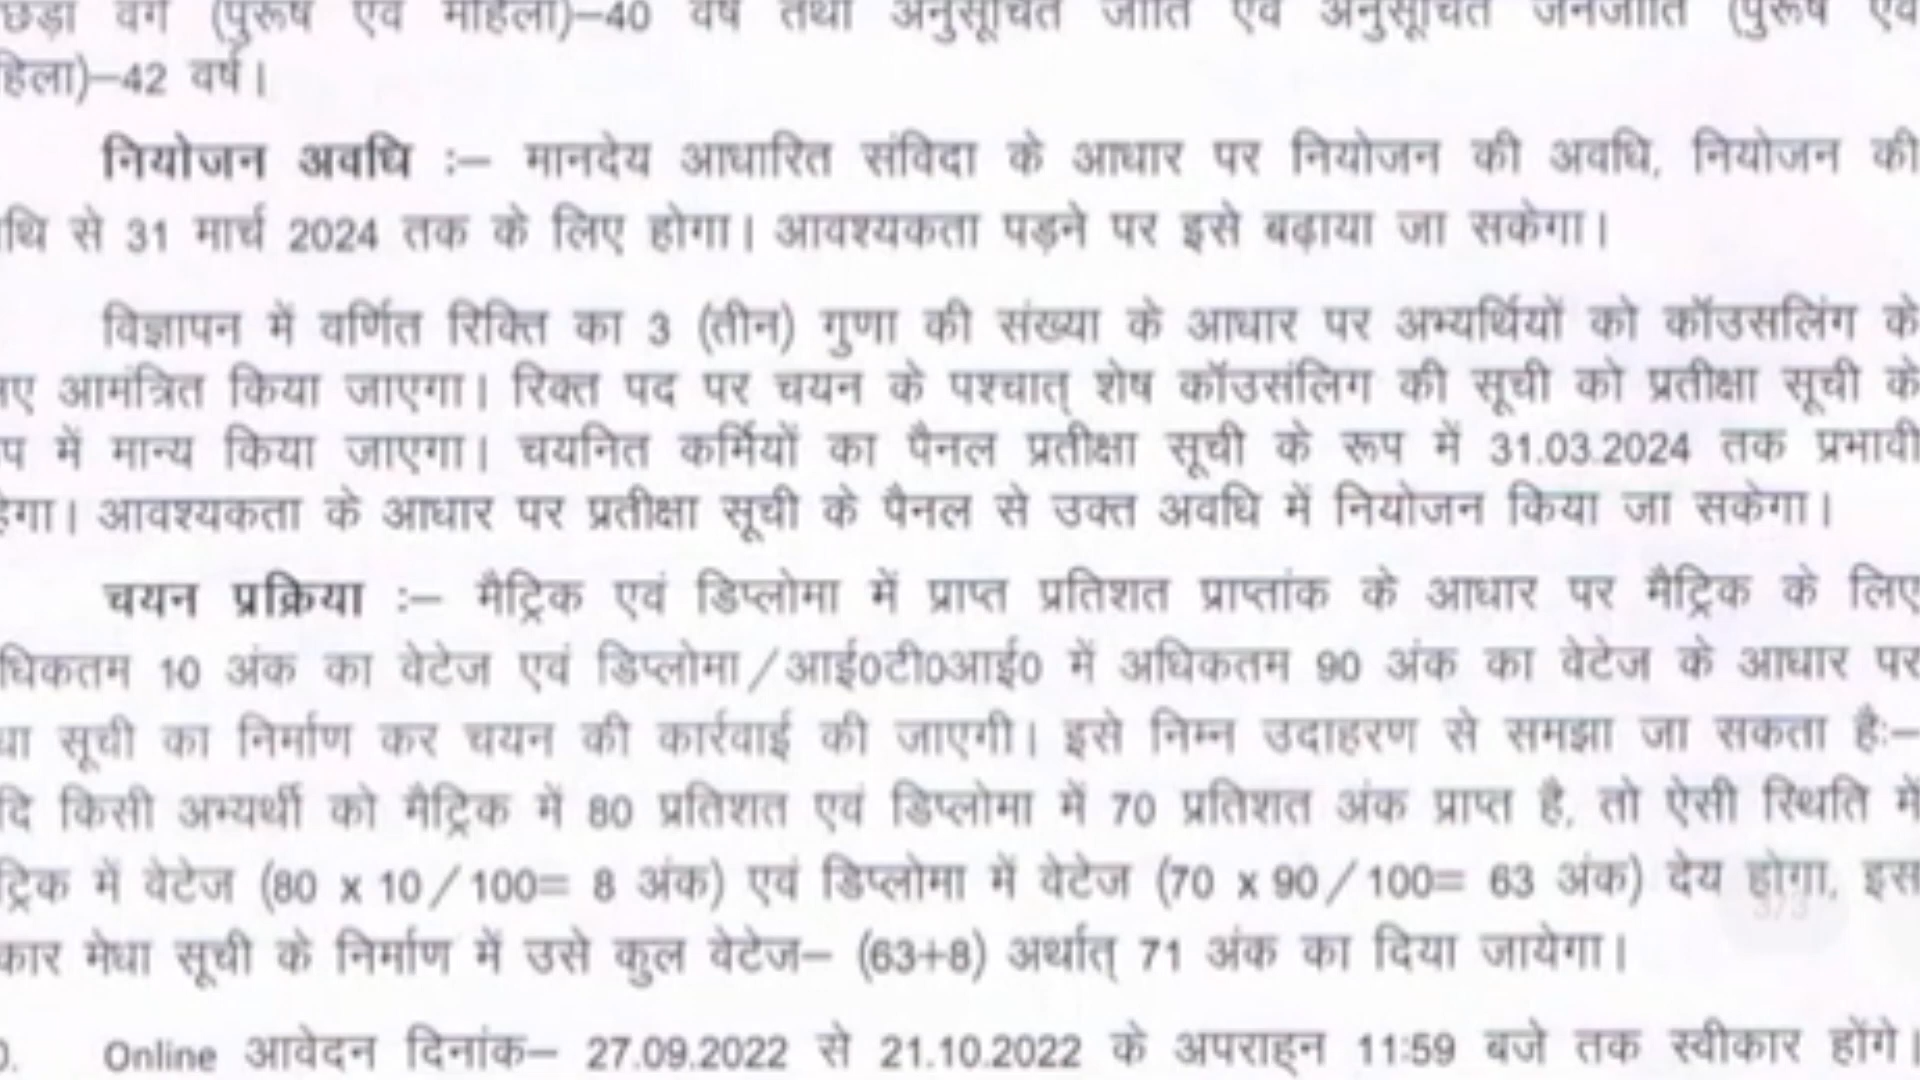 (पुरूष एवं महिला)–40 वर्ष तथा अनुसूचित जाति एवं अनुसूचित जनजाति (पुरूष एवं
हिला)–42 वर्ष।
नियोजन अवधि :– मानदेय आधारित संविदा के आधार पर नियोजन की अवधि, नियोजन की
थि से 31 मार्च 2024 तक के लिए होगा। आवश्यकता पड़ने पर इसे बढ़ाया जा सकेगा।
विज्ञापन में वर्णित रिक्ति का 3 (तीन) गुणा की संख्या के आधार पर अभ्यर्थियों को कॉउसलिंग के
ए आमंत्रित किया जाएगा। रिक्त पद पर चयन के पश्चात् शेष कॉउसंलिग की सूची को प्रतीक्षा सूची के
प में मान्य किया जाएगा। चयनित कर्मियों का पैनल प्रतीक्षा सूची के रूप में 31.03.2024 तक प्रभावी
हेगा। आवश्यकता के आधार पर प्रतीक्षा सूची के पैनल से उक्त अवधि में नियोजन किया जा सकेगा।
चयन प्रक्रिया :– मैट्रिक एवं डिप्लोमा में प्राप्त प्रतिशत प्राप्तांक के आधार पर मैट्रिक के लिए
धिकतम 10 अंक का वेटेज एवं डिप्लोमा/आई0टी0आई0 में अधिकतम 90 अंक का वेटेज के आधार पर
धा सूची का निर्माण कर चयन की कार्रवाई की जाएगी। इसे निम्न उदाहरण से समझा जा सकता है:–
दि किसी अभ्यर्थी को मैट्रिक में 80 प्रतिशत एवं डिप्लोमा में 70 प्रतिशत अंक प्राप्त है, तो ऐसी स्थिति में
ट्रिक में वेटेज (80 x 10/100= 8 अंक) एवं डिप्लोमा में वेटेज (70 x 90/100= 63 अंक) देय होगा, इस
कार मेधा सूची के निर्माण में उसे कुल वेटेज– (63+8) अर्थात् 71 अंक का दिया जायेगा।
0. Online आवेदन दिनांक– 27.09.2022 से 21.10.2022 के अपराह्न 11:59 बजे तक स्वीकार होंगे।